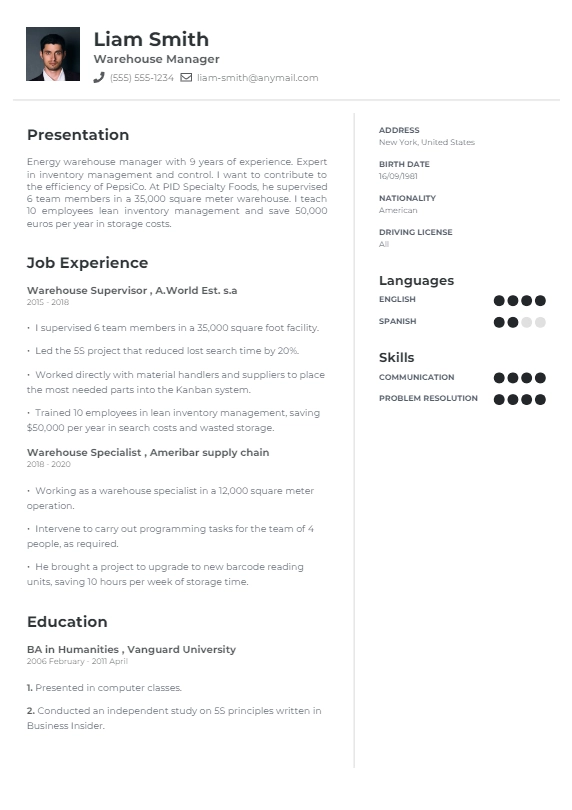 Liam Smith
Warehouse Manager
(555) 555-1234 liam-smith@anymail.com
Presentation
Energy warehouse manager with 9 years of experience. Expert
in inventory management and control. I want to contribute to
the efficiency of PepsiCo. At PID Specialty Foods, he supervised
6 team members in a 35,000 square meter warehouse. I teach
10 employees lean inventory management and save 50,000
euros per year in storage costs.
Job Experience
Warehouse Supervisor , A.World Est. s.a
2015 - 2018
• I supervised 6 team members in a 35,000 square foot facility.
• Led the 5S project that reduced lost search time by 20%.
• Worked directly with material handlers and suppliers to place
the most needed parts into the Kanban system.
• Trained 10 employees in lean inventory management, saving
$50,000 per year in search costs and wasted storage.
Warehouse Specialist , Ameribar supply chain
2018 - 2020
• Working as a warehouse specialist in a 12,000 square meter
operation.
• Intervene to carry out programming tasks for the team of 4
people, as required.
• He brought a project to upgrade to new barcode reading
units, saving 10 hours per week of storage time.
Education
BA in Humanities , Vanguard University
2006 February - 2011 April
1. Presented in computer classes.
2. Conducted an independent study on 5S principles written in
Business Insider.
ADDRESS
New York, United States
BIRTH DATE
16/09/1981
NATIONALITY
American
DRIVING LICENSE
All
Languages
ENGLISH
SPANISH
Skills
COMMUNICATION
PROBLEM RESOLUTION